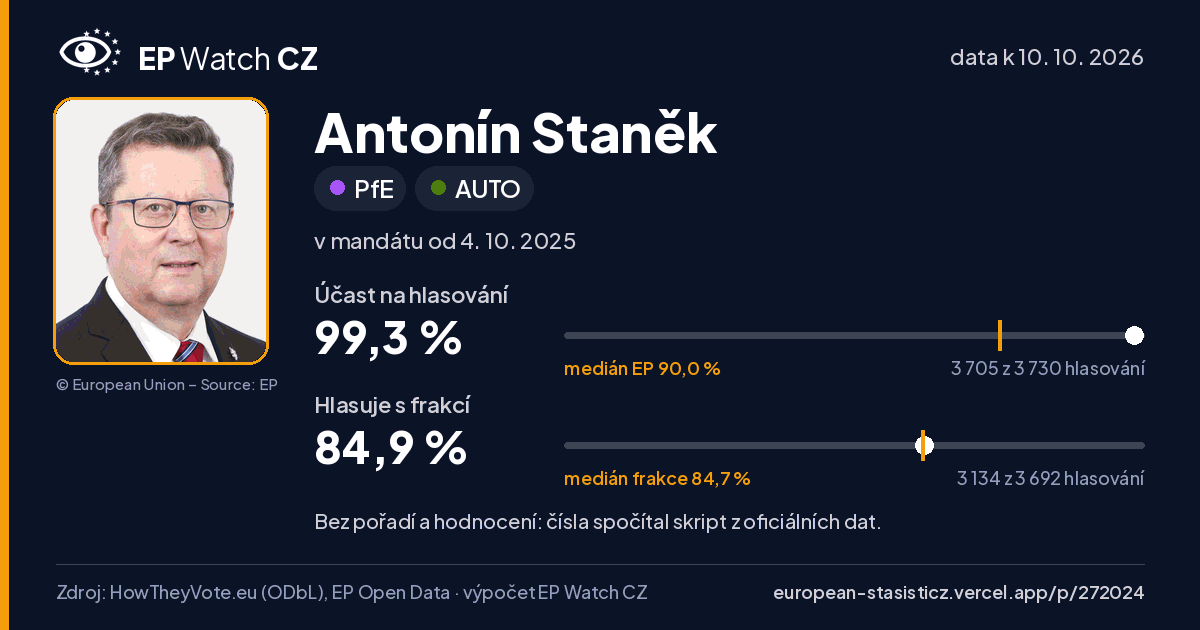 EP Watch CZ
data k 10. 10. 2026
Antonín Staněk
PfE
AUTO
v mandátu od 4. 10. 2025
Účast na hlasování
99,3 %
medián EP 90,0 %
3 705 z 3 730 hlasování
© European Union – Source: EP
Hlasuje s frakcí
84,9 %
medián frakce 84,7 %
3 134 z 3 692 hlasování
Bez pořadí a hodnocení: čísla spočítal skript z oficiálních dat.
Zdroj: HowTheyVote.eu (ODbL), EP Open Data · výpočet EP Watch CZ
european-stasisticz.vercel.app/p/272024